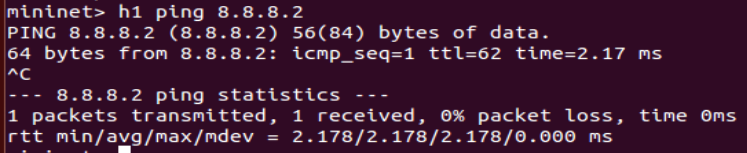 mininet> h1 ping 8.8.8.2
PING 8.8.8.2 (8.8.8.2) 56(84) bytes of data.
64 bytes from 8.8.8.2: icmp_seq=1 ttl=62 time=2.17 ms
^C
--- 8.8.8.2 ping statistics ---
1 packets transmitted, 1 received, 0% packet loss, time 0ms
rtt min/avg/max/mdev = 2.178/2.178/2.178/0.000 ms